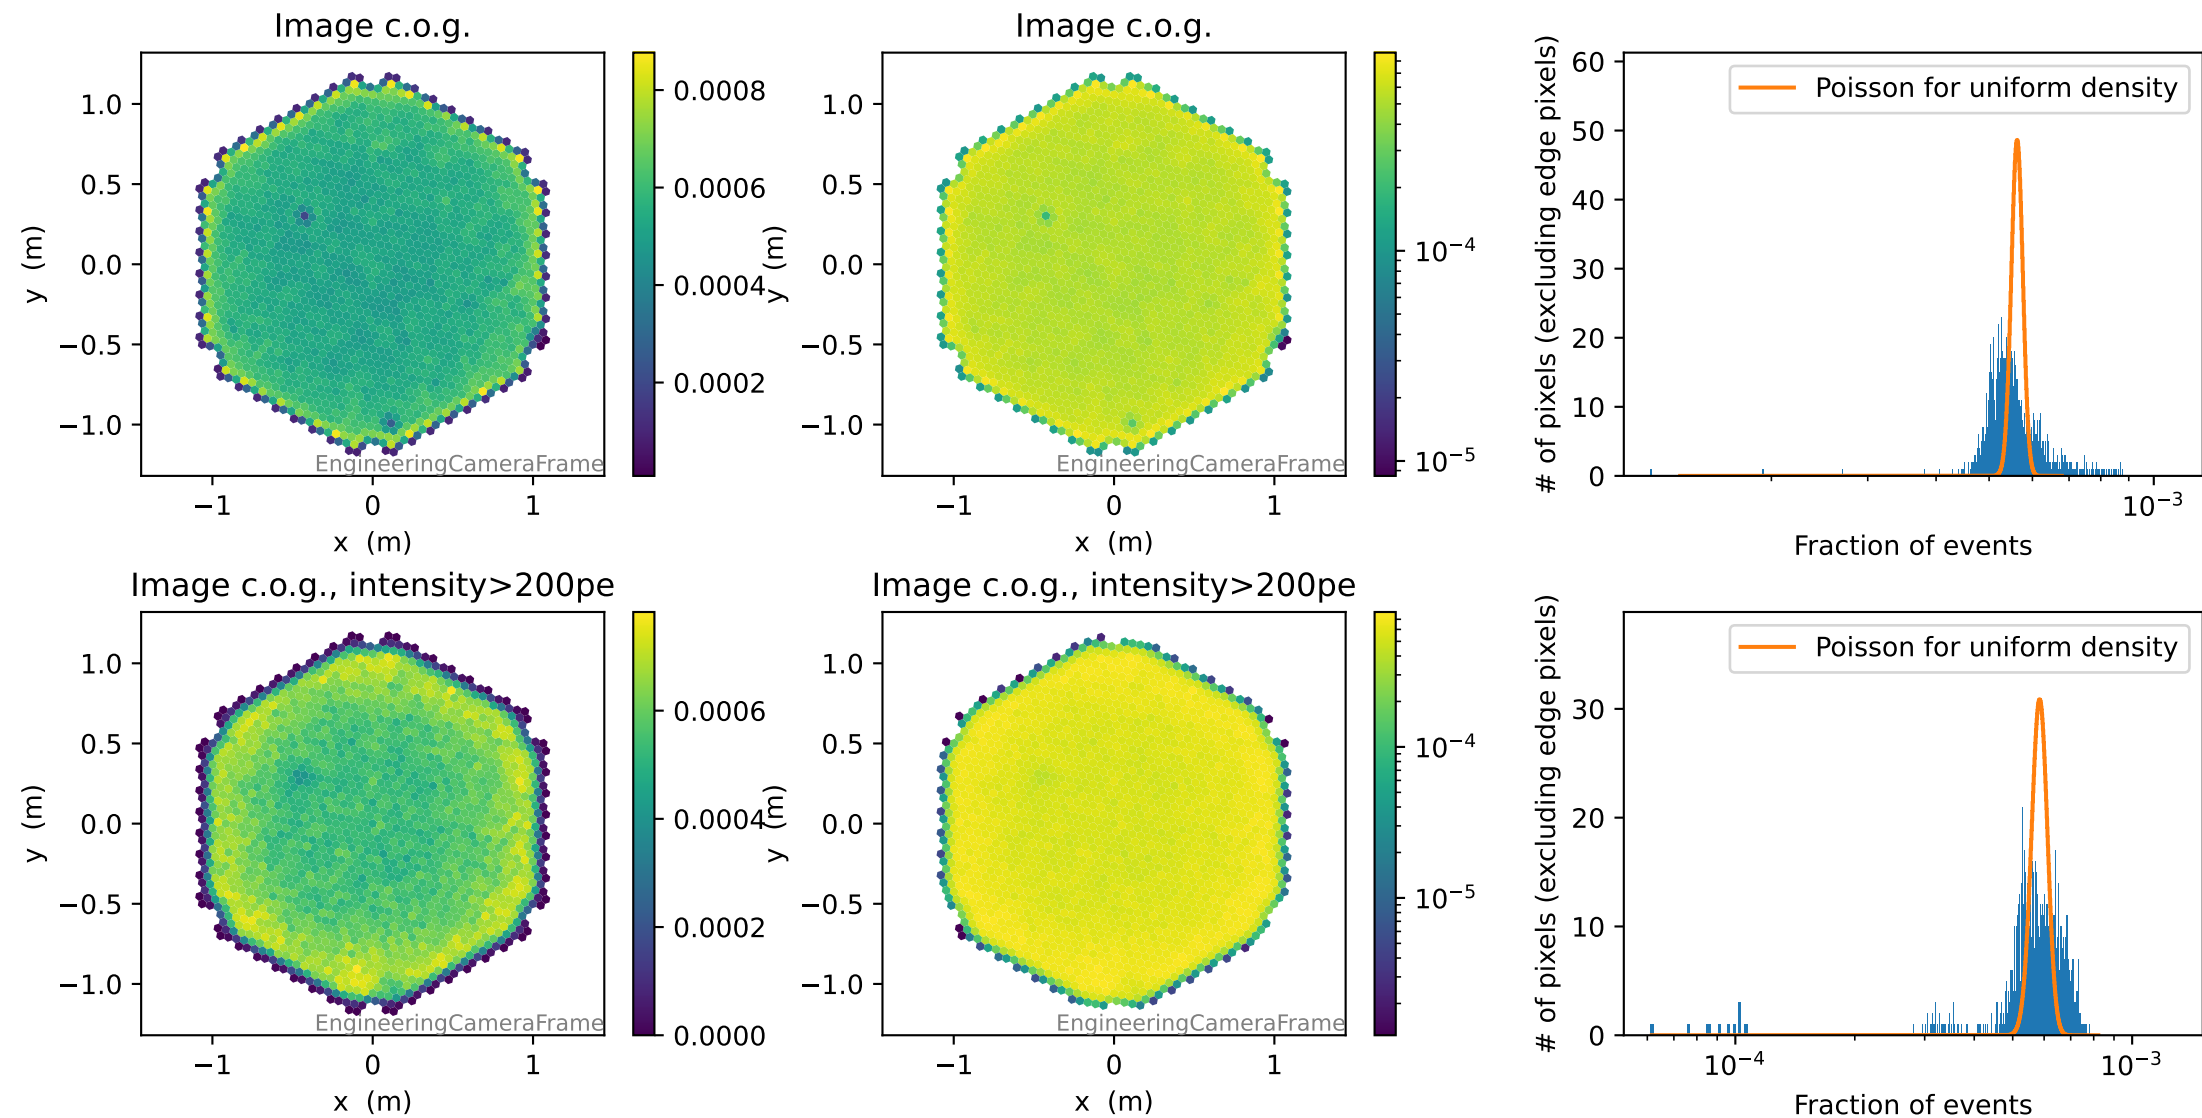 Image c.o.g.
1.0
0.5
0.0
−0.5
−1.0
y (m)
−1
0
1
x (m)
EngineeringCameraFrame
0.0008
0.0006
0.0004
0.0002
Image c.o.g.
1.0
0.5
0.0
−0.5
−1.0
y (m)
−1
0
1
x (m)
EngineeringCameraFrame
10⁻⁴
10⁻⁵
# of pixels (excluding edge pixels)
60
50
40
30
20
10
0
Poisson for uniform density
10⁻³
Fraction of events
Image c.o.g., intensity>200pe
1.0
0.5
0.0
−0.5
−1.0
y (m)
−1
0
1
x (m)
EngineeringCameraFrame
0.0006
0.0004
0.0002
0.0000
Image c.o.g., intensity>200pe
1.0
0.5
0.0
−0.5
−1.0
y (m)
−1
0
1
x (m)
EngineeringCameraFrame
10⁻⁴
10⁻⁵
# of pixels (excluding edge pixels)
30
20
10
0
Poisson for uniform density
10⁻⁴
10⁻³
Fraction of events